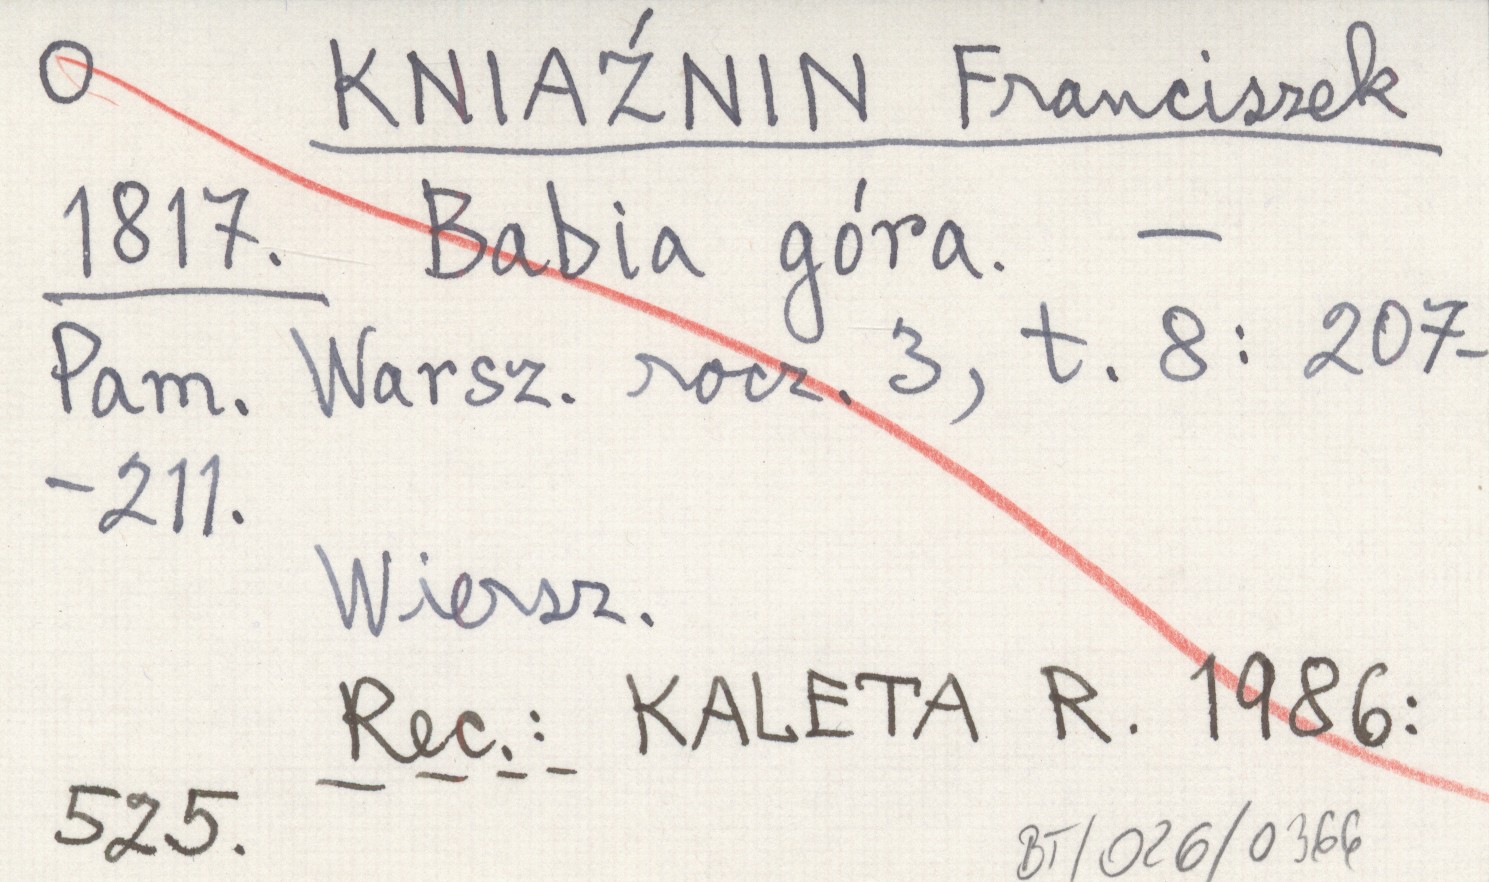 O KNIAŹNIN Franciszek
1817. Babia góra. —
Pam. Warsz. rocz. 3, t. 8: 207-
-211.
Wiersz.
Rec.: KALETA R. 1986:
525.
BT/026/0366